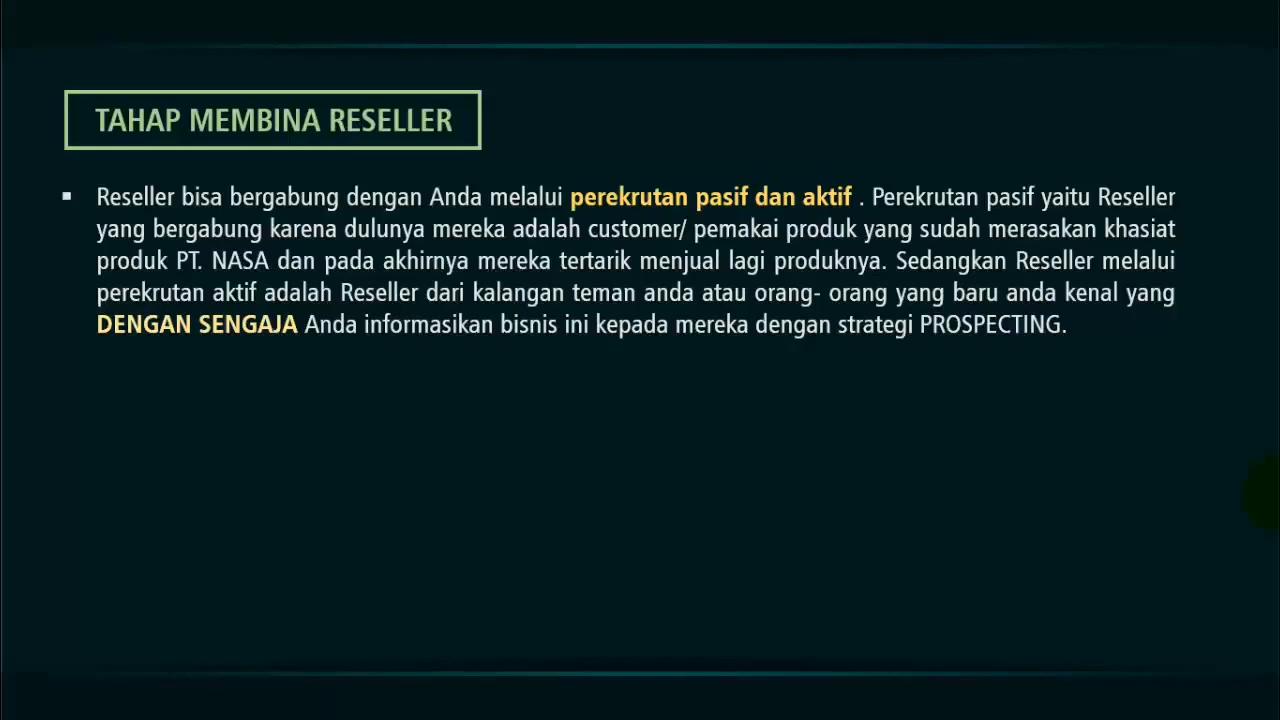 TAHAP MEMBINA RESELLER
▪ Reseller bisa bergabung dengan Anda melalui perekrutan pasif dan aktif . Perekrutan pasif yaitu Reseller
yang bergabung karena dulunya mereka adalah customer/ pemakai produk yang sudah merasakan khasiat
produk PT. NASA dan pada akhirnya mereka tertarik menjual lagi produknya. Sedangkan Reseller melalui
perekrutan aktif adalah Reseller dari kalangan teman anda atau orang- orang yang baru anda kenal yang
DENGAN SENGAJA Anda informasikan bisnis ini kepada mereka dengan strategi PROSPECTING.